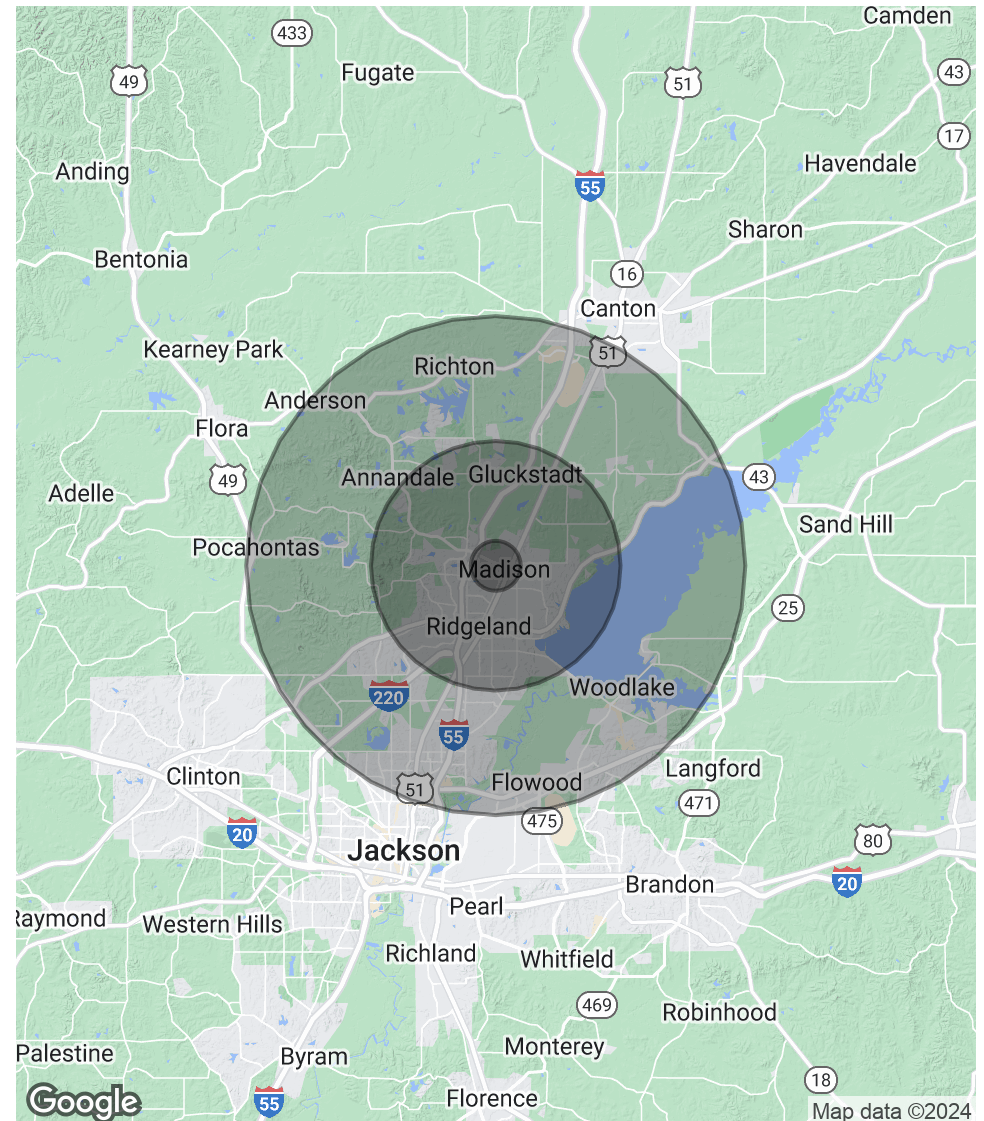 Camden
433
Fugate
43
49
51
17
Anding
Havendale
55
Sharon
Bentonia
16
Canton
Kearney Park
51
Richton
Anderson
Flora
Annandale
Gluckstadt
43
49
Adelle
Sand Hill
Pocahontas
Madison
25
Ridgeland
Woodlake
220
55
Langford
Clinton
Flowood
51
471
475
20
80
Jackson
Brandon
20
Pearl
Raymond
Western Hills
Richland
Whitfield
469
Robinhood
Monterey
Palestine
Byram
18
Florence
Google
55
Map data ©2024